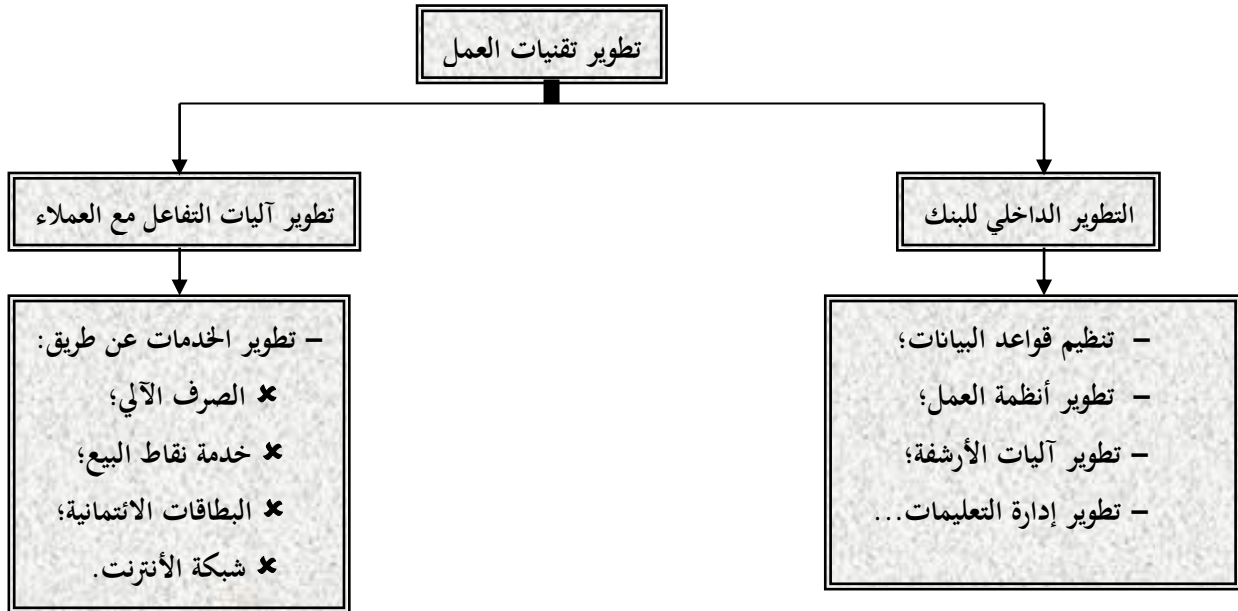 تطوير تقنيات العمل
التطوير الداخلي للبنك
– تنظيم قواعد البيانات؛
– تطوير أنظمة العمل؛
– تطوير آليات الأرشفة؛
– تطوير إدارة التعليمات...
تطوير آليات التفاعل مع العملاء
– تطوير الخدمات عن طريق:
✖ الصرف الآلي؛
✖ خدمة نقاط البيع؛
✖ البطاقات الائتمانية؛
✖ شبكة الأنترنت.